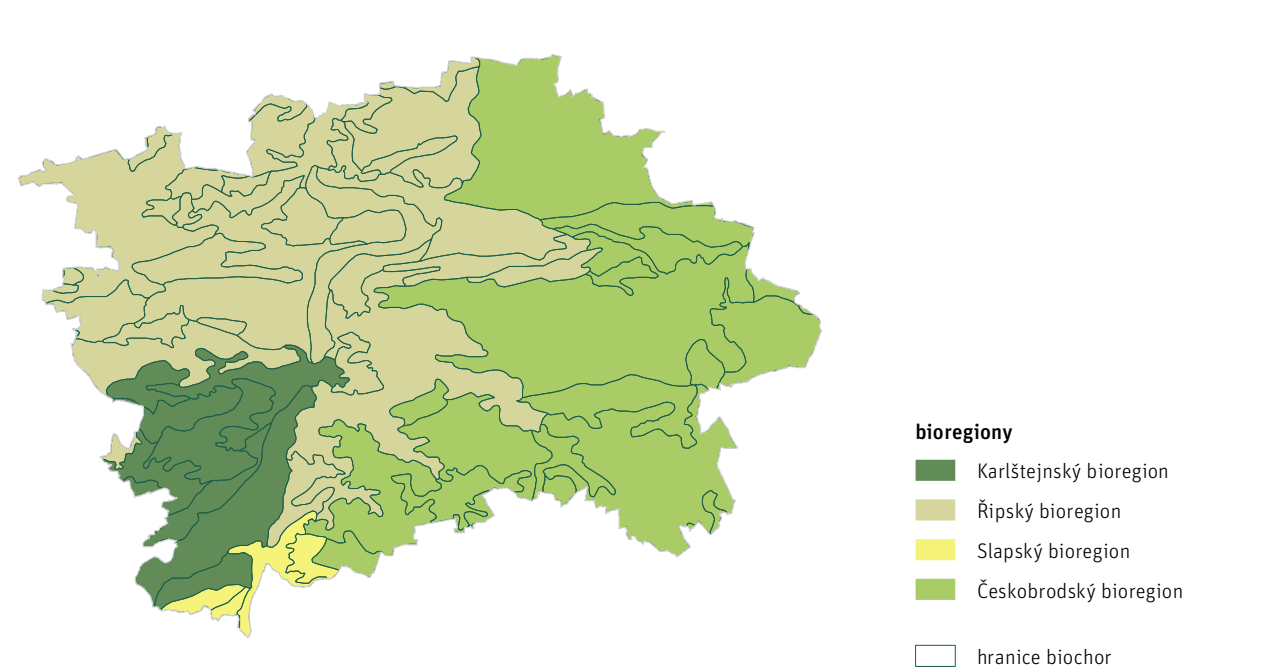 bioregiony
Karlštejnský bioregion
Řipský bioregion
Slapský bioregion
Českobrodský bioregion
hranice biochor